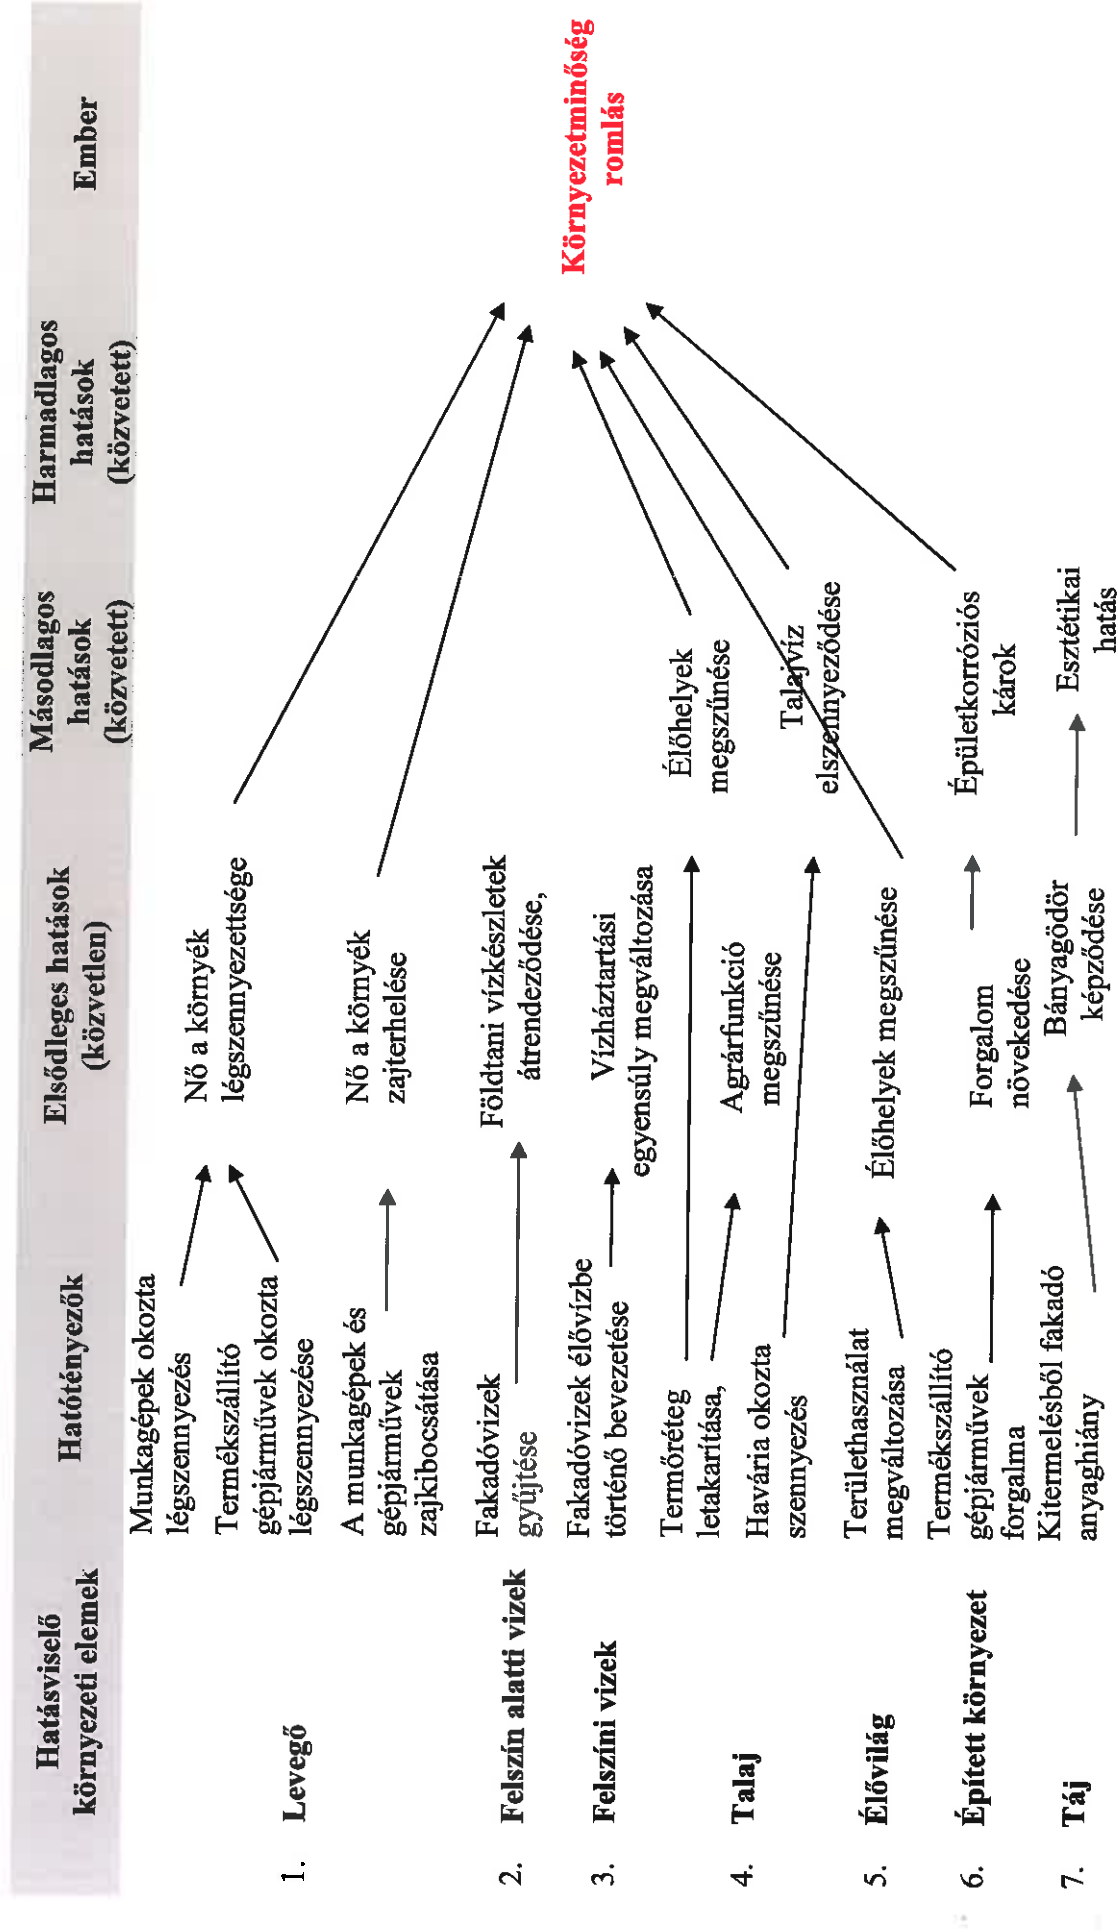 Hatásviselő
környezeti elemek
Hatótényezők
Elsődleges hatások
(közvetlen)
Másodlagos
hatások
(közvetett)
Harmadlagos
hatások
(közvetett)
Ember
1. Levegő
Munkagépek okozta
légszennyezés
Termékszállító
gépjárművek okozta
légszennyezése
Nő a környék
légszennyezettsége
A munkagépek és
gépjárművek
zajkibocsátása
Nő a környék
zajterhelése
2. Felszín alatti vizek
Fakadóvizek
gyűjtése
Földtani vízkészletek
átrendeződése,
3. Felszíni vizek
Fakadóvizek élővízbe
történő bevezetése
Vízháztartási
egyensúly megváltozása
4. Talaj
Termőréteg
letakarítása,
Havária okozta
szennyezés
Agrárfunkció
megszűnése
Élőhelyek
megszűnése
Talajvíz
elszennyeződése
5. Élővilág
Területhasználat
megváltozása
Élőhelyek megszűnése
6. Épített környezet
Termékszállító
gépjárművek
forgalma
Forgalom
növekedése
Épületkorróziós
károk
7. Táj
Kitermelésből fakadó
anyaghiány
Bányagödör
képződése
Esztétikai
hatás
Környezetminőség
romlás